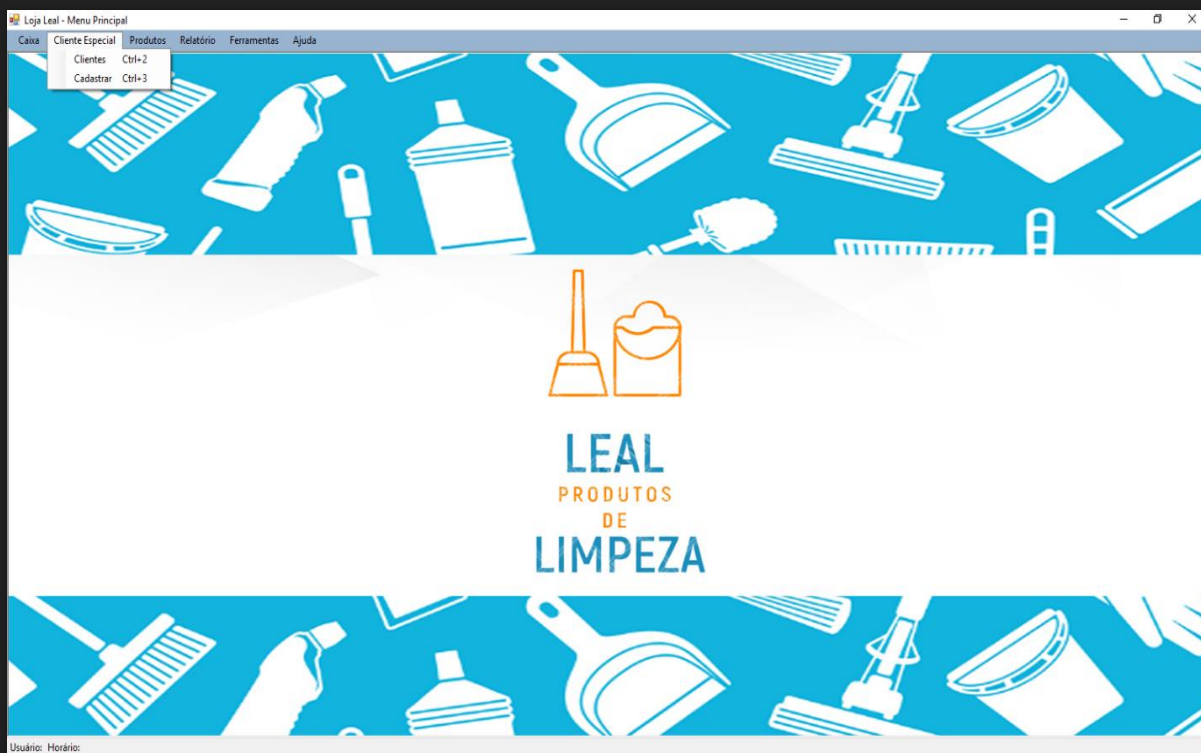 Loja Leal - Menu Principal
Caixa Cliente Especial Produtos Relatório Ferramentas Ajuda
Clientes Ctrl+2
Cadastrar Ctrl+3
LEAL
PRODUTOS
DE
LIMPEZA
Usuário: Horário: